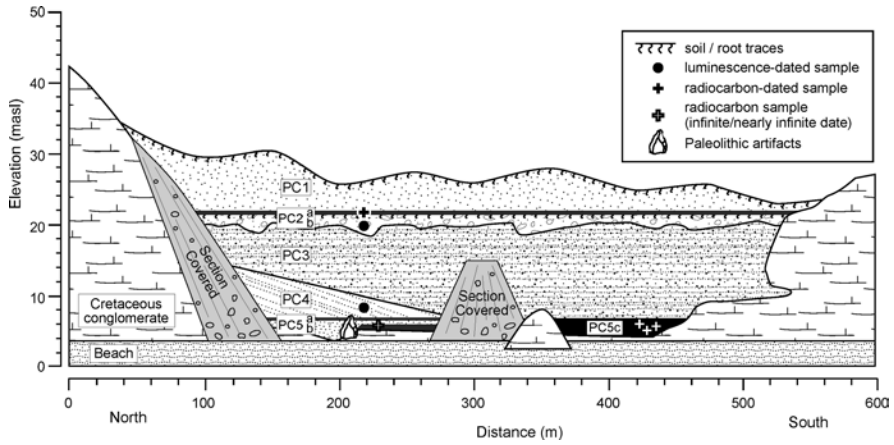 50
40
30
20
10
0
Elevation (masl)
soil / root traces
luminescence-dated sample
radiocarbon-dated sample
radiocarbon sample
(infinite/nearly infinite date)
Paleolithic artifacts
PC1
PC2
a
b
PC3
Section
Covered
PC4
Section
Covered
Cretaceous
conglomerate
PC5
a
b
PC5c
Beach
0
100
200
300
400
500
600
North
Distance (m)
South